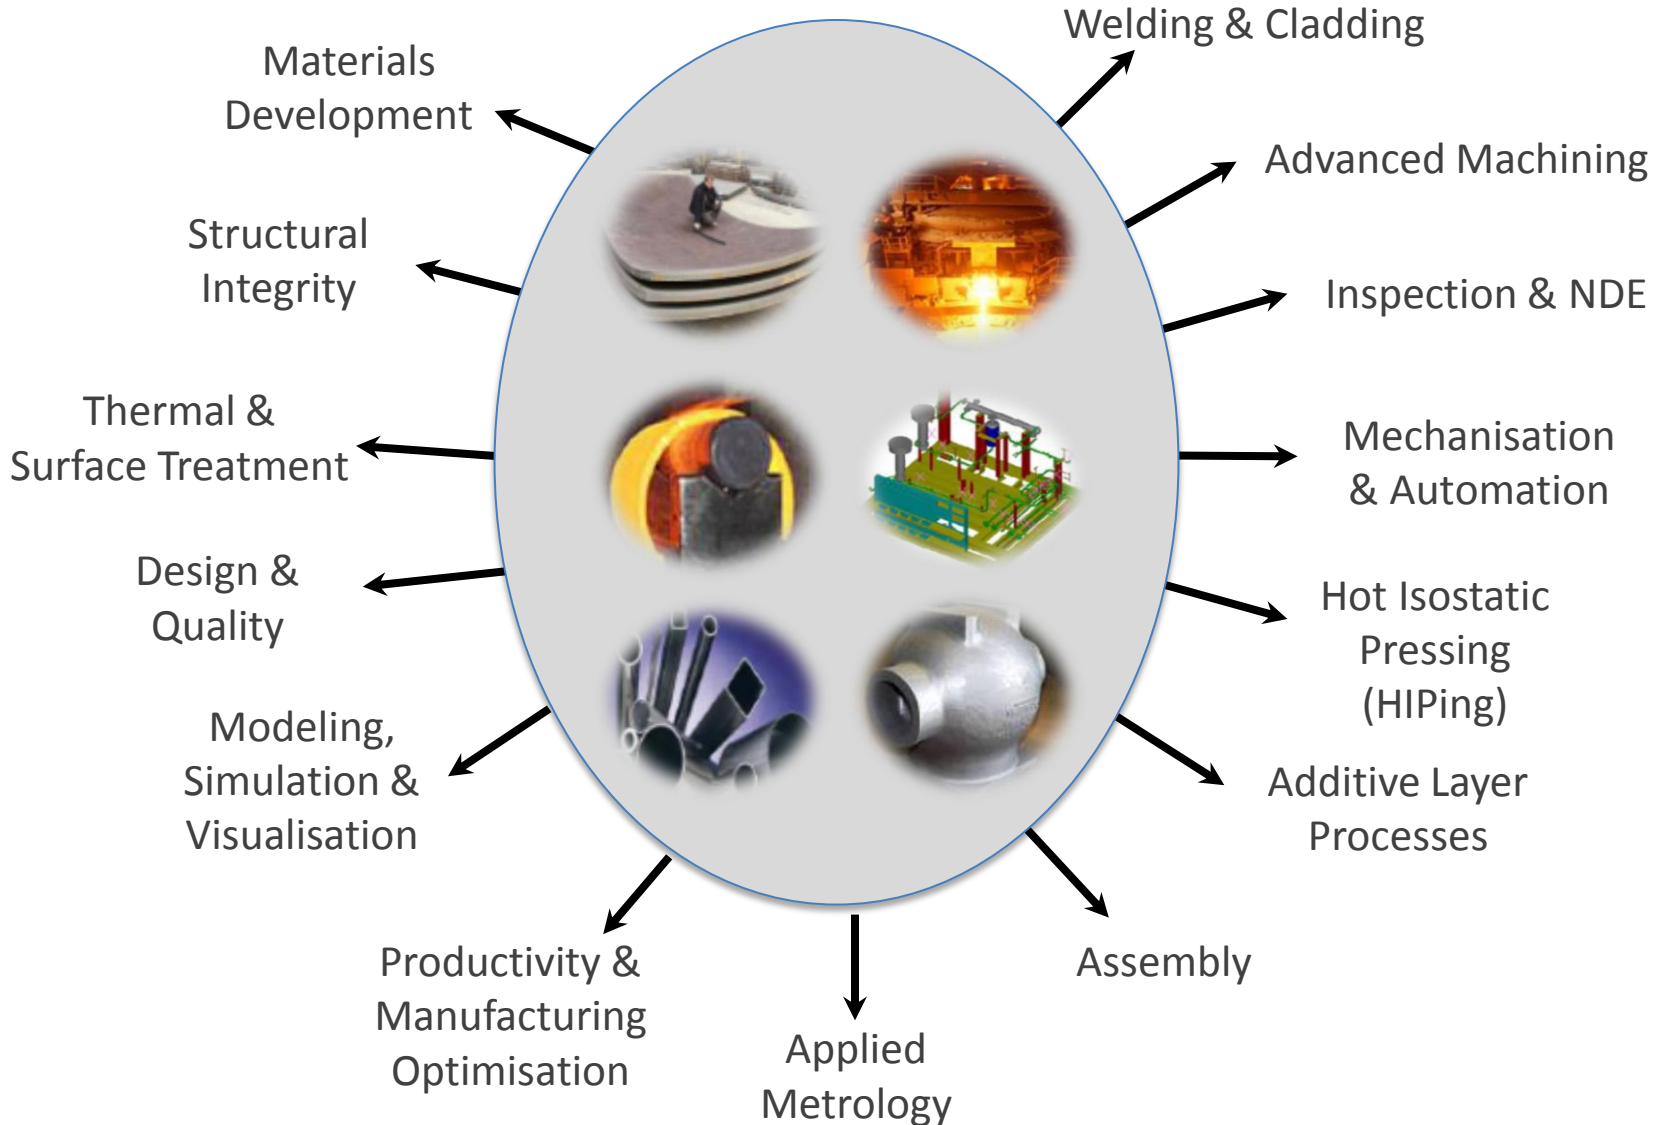 Materials
Development
Structural
Integrity
Thermal &
Surface Treatment
Design &
Quality
Modeling,
Simulation &
Visualisation
Productivity &
Manufacturing
Optimisation
Applied
Metrology
Welding & Cladding
Advanced Machining
Inspection & NDE
Mechanisation
& Automation
Hot Isostatic
Pressing
(HIPing)
Additive Layer
Processes
Assembly